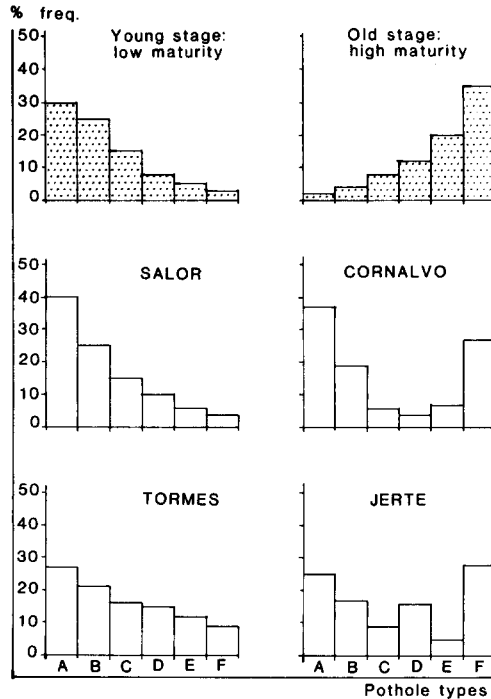 % freq.
Young stage:
low maturity
Old stage:
high maturity
50
40
30
20
10
0
SALOR
CORNALVO
50
40
30
20
10
0
TORMES
JERTE
50
40
30
20
10
0
A B C D E F
A B C D E F
Pothole types